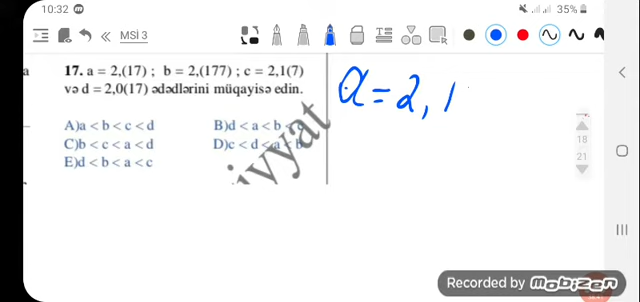 10:32
35%
MSİ 3
a
17. a = 2,(17) ; b = 2,(177) ; c = 2,1(7)
və d = 2,0(17) ədədlərini müqayisə edin.
A)a < b < c < d
B)d < a < b < c
C)b < c < a < d
D)c < d < a < b
E)d < b < a < c
a = 2, 1
18
21
Recorded by mobizen